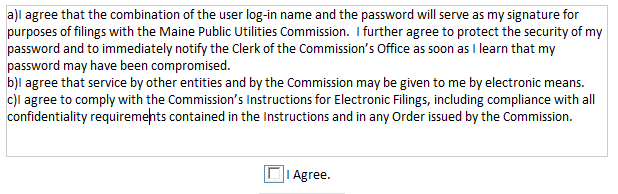 a)I agree that the combination of the user log-in name and the password will serve as my signature for
purposes of filings with the Maine Public Utilities Commission.  I further agree to protect the security of my
password and to immediately notify the Clerk of the Commission's Office as soon as I learn that my
password may have been compromised.
b)I agree that service by other entities and by the Commission may be given to me by electronic means.
c)I agree to comply with the Commission's Instructions for Electronic Filings, including compliance with all
confidentiality requirements contained in the Instructions and in any Order issued by the Commission.
I Agree.